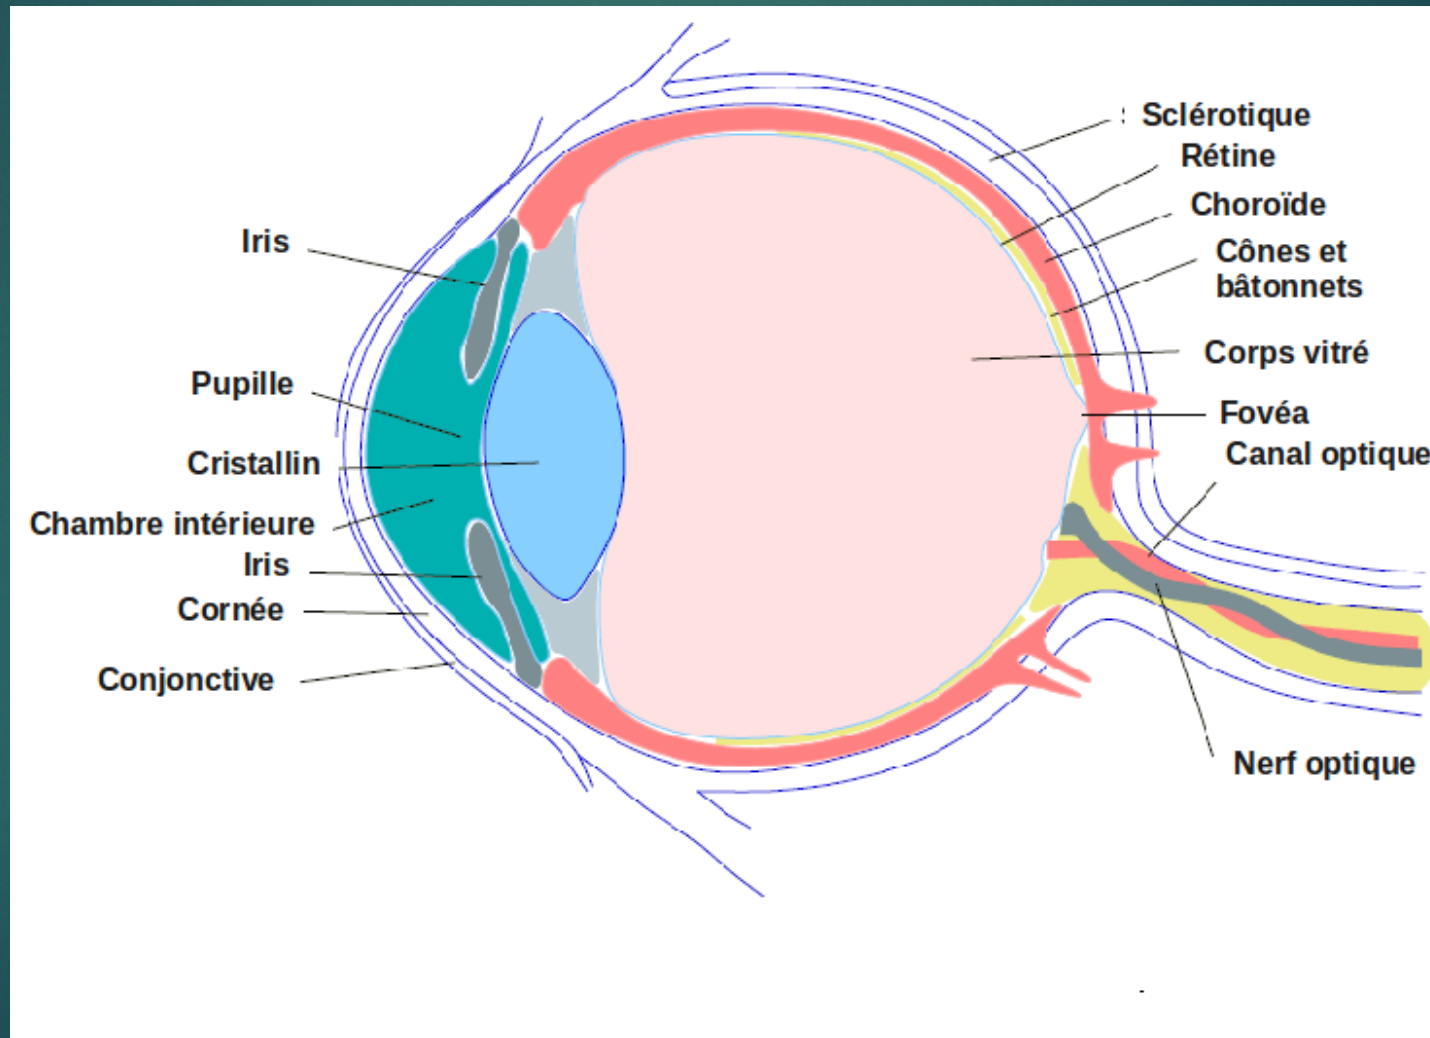 Iris
Pupille
Cristallin
Chambre intérieure
Iris
Cornée
Conjonctive
Sclérotique
Rétine
Choroïde
Cônes et
bâtonnets
Corps vitré
Fovéa
Canal optique
Nerf optique